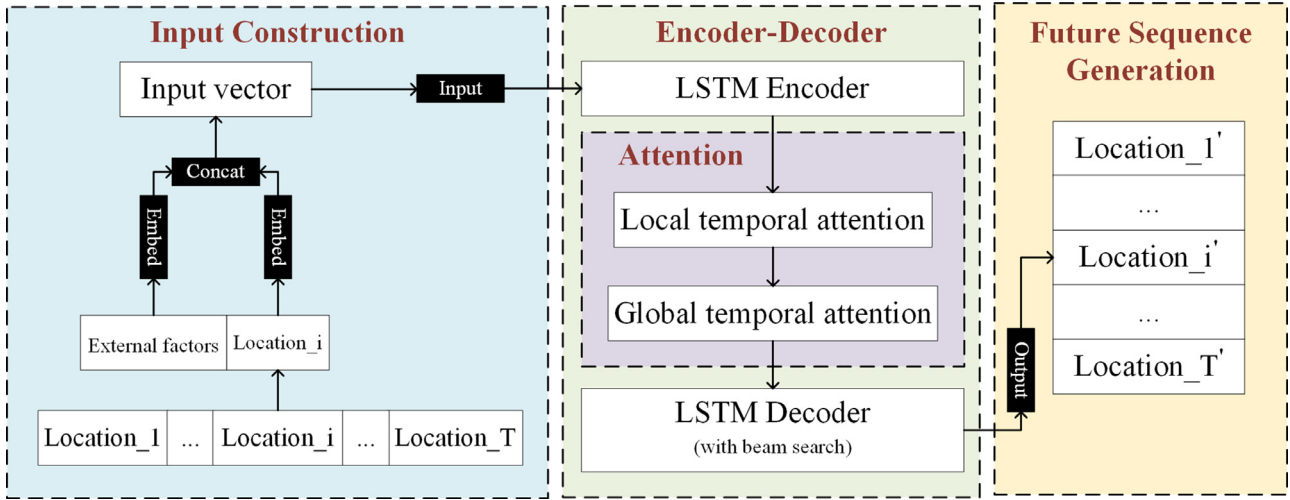 Input Construction
Input vector
Input
Concat
Embed
Embed
External factors
Location_i
Location_1
...
Location_i
...
Location_T
Encoder-Decoder
LSTM Encoder
Attention
Local temporal attention
Global temporal attention
LSTM Decoder
(with beam search)
Output
Future Sequence
Generation
Location_1'
...
Location_i'
...
Location_T'